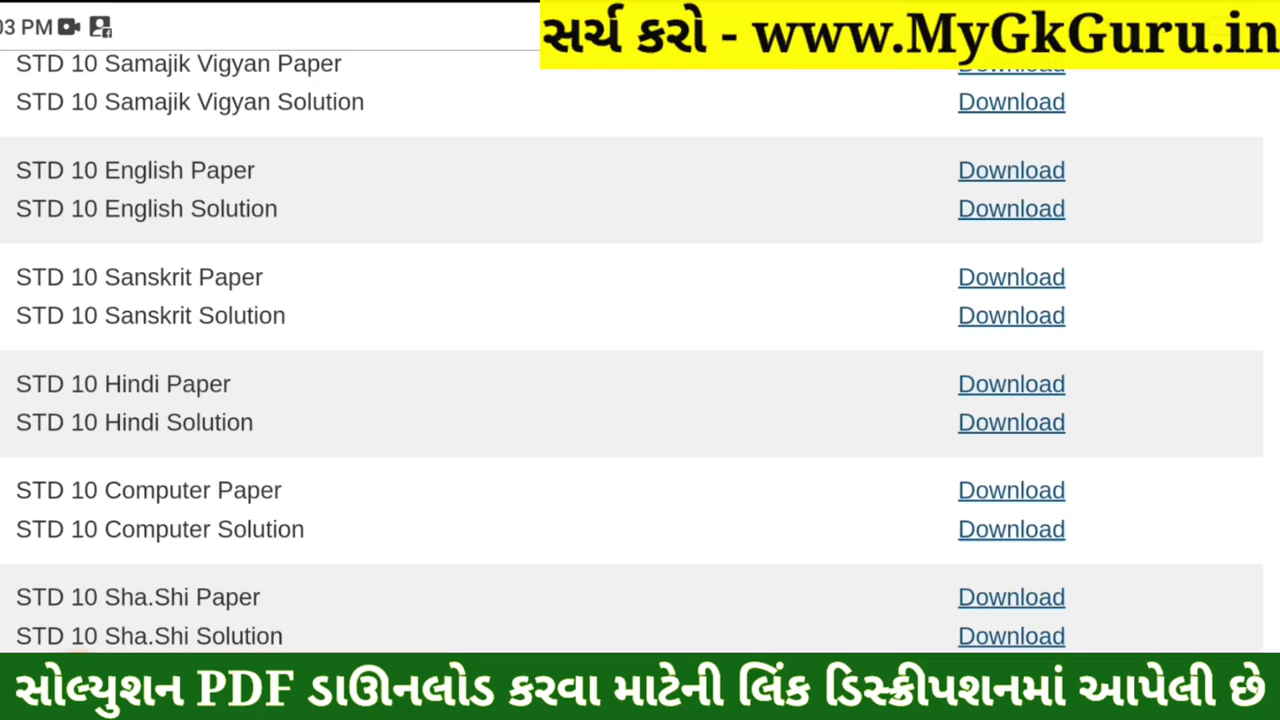 03 PM
સર્ચ કરો - www.MyGkGuru.in
STD 10 Samajik Vigyan Paper Download
STD 10 Samajik Vigyan Solution Download
STD 10 English Paper Download
STD 10 English Solution Download
STD 10 Sanskrit Paper Download
STD 10 Sanskrit Solution Download
STD 10 Hindi Paper Download
STD 10 Hindi Solution Download
STD 10 Computer Paper Download
STD 10 Computer Solution Download
STD 10 Sha.Shi Paper Download
STD 10 Sha.Shi Solution Download
સોલ્યુશન PDF ડાઊનલોડ કરવા માટેની લિંક ડિસ્ક્રીપશનમાં આપેલી છે